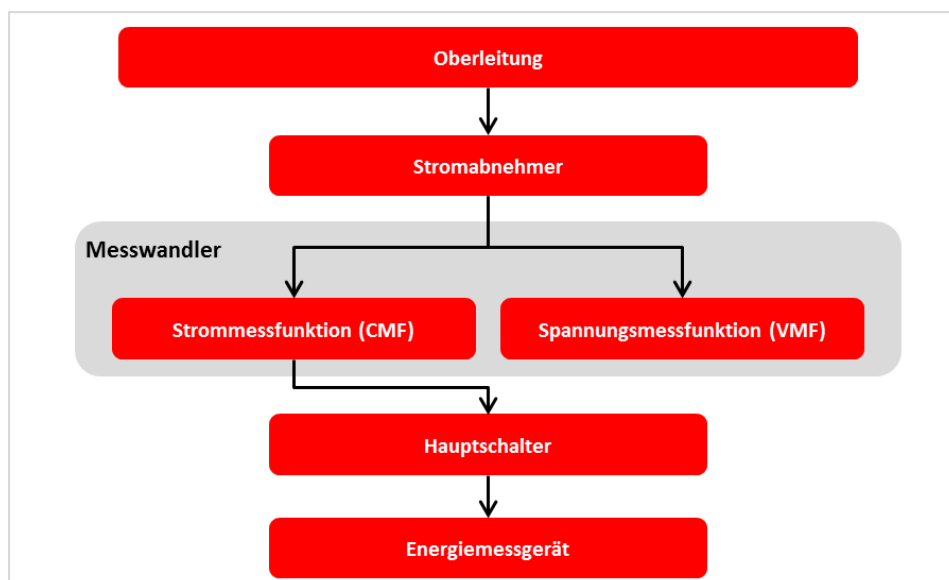 Oberleitung
Stromabnehmer
Messwandler
Strommessfunktion (CMF)
Spannungsmessfunktion (VMF)
Hauptschalter
Energiemessgerät